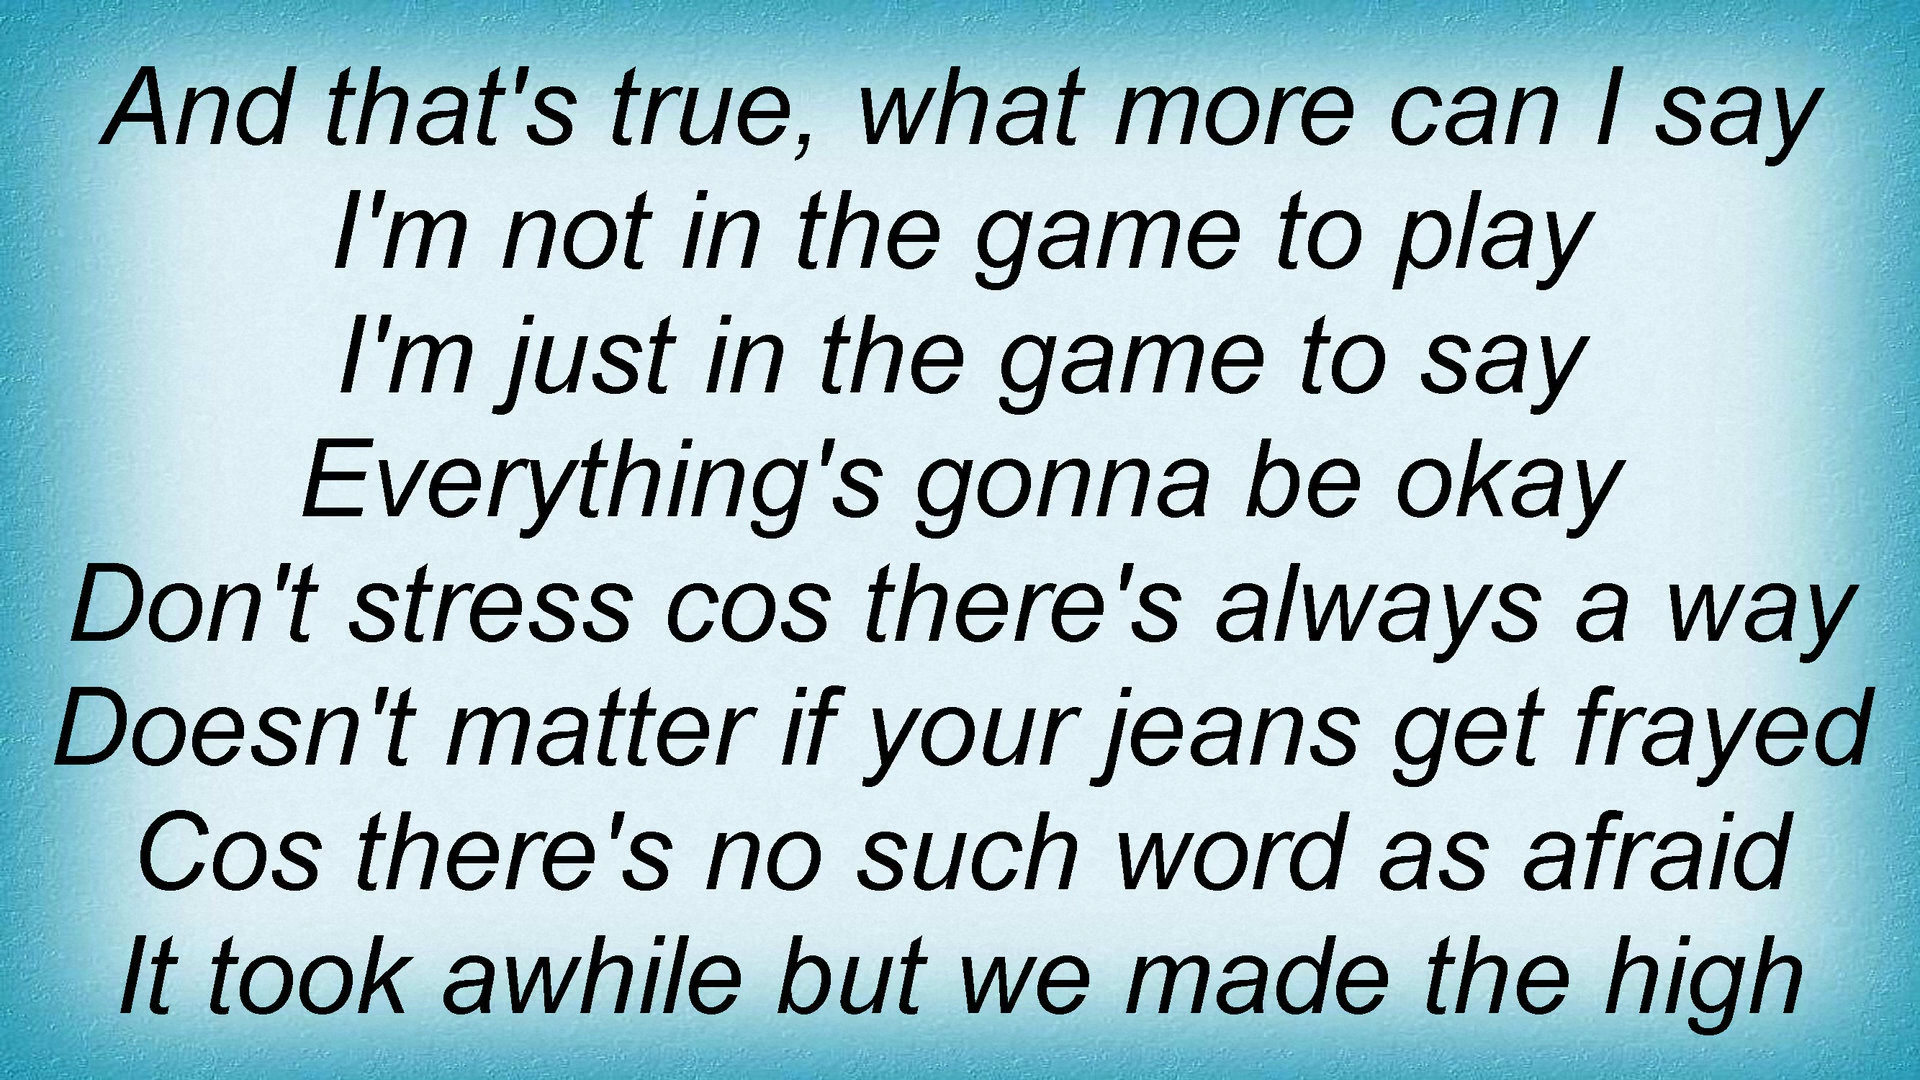 And that's true, what more can I say
I'm not in the game to play
I'm just in the game to say
Everything's gonna be okay
Don't stress cos there's always a way
Doesn't matter if your jeans get frayed
Cos there's no such word as afraid
It took awhile but we made the high